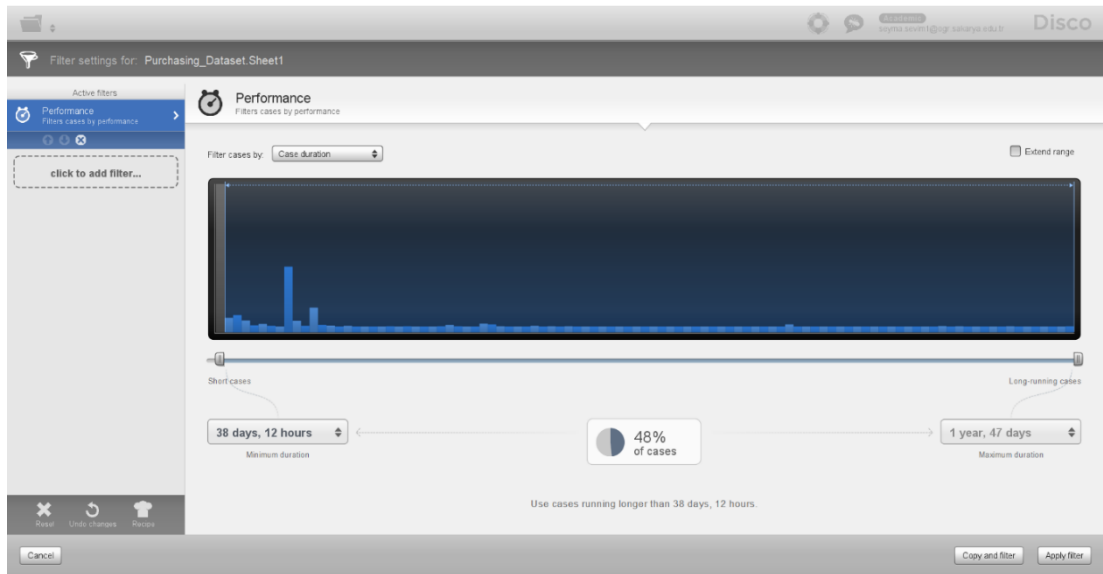 Academic
Disco
Filter settings for: Purchasing_Dataset.Sheet1
Active filters
Performance
Filters cases by performance
click to add filter...
Performance
Filters cases by performance
Filter cases by: Case duration
Extend range
Short cases
Long-running cases
38 days, 12 hours
Minimum duration
48%
of cases
1 year, 47 days
Maximum duration
Use cases running longer than 38 days, 12 hours.
Reset Undo changes Recipe
Cancel
Copy and filter
Apply filter